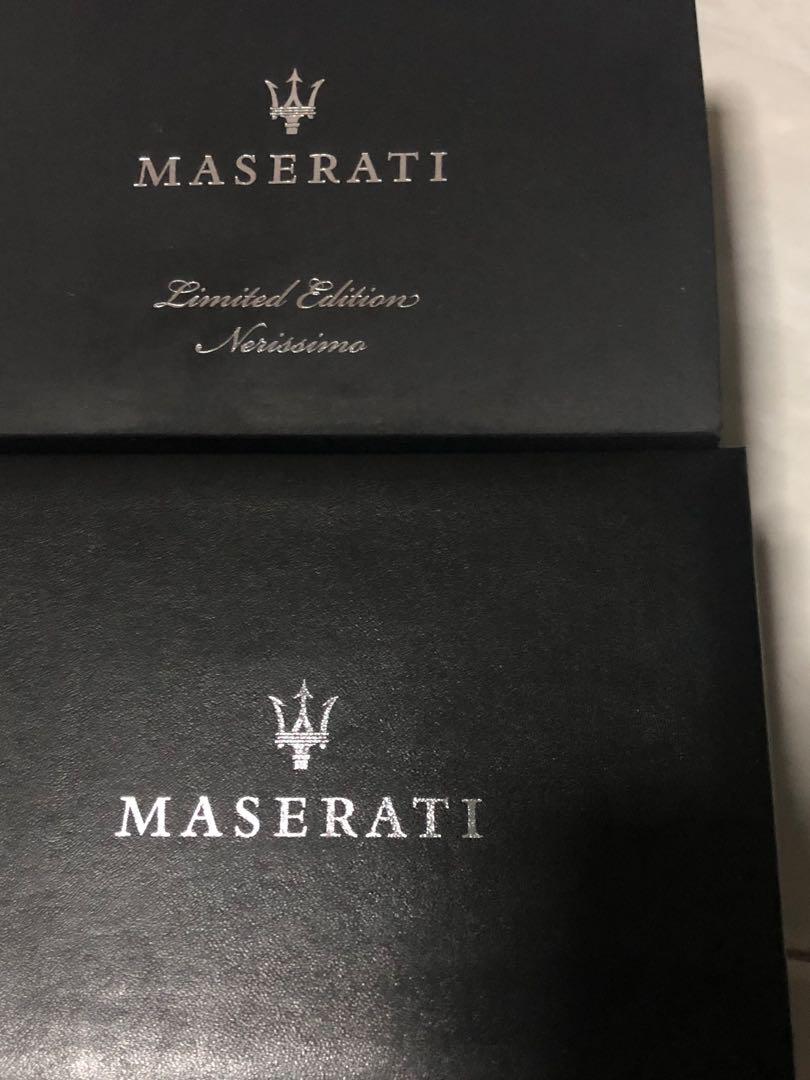 MASERATI
Limited Edition
Nerissimo
MASERATI